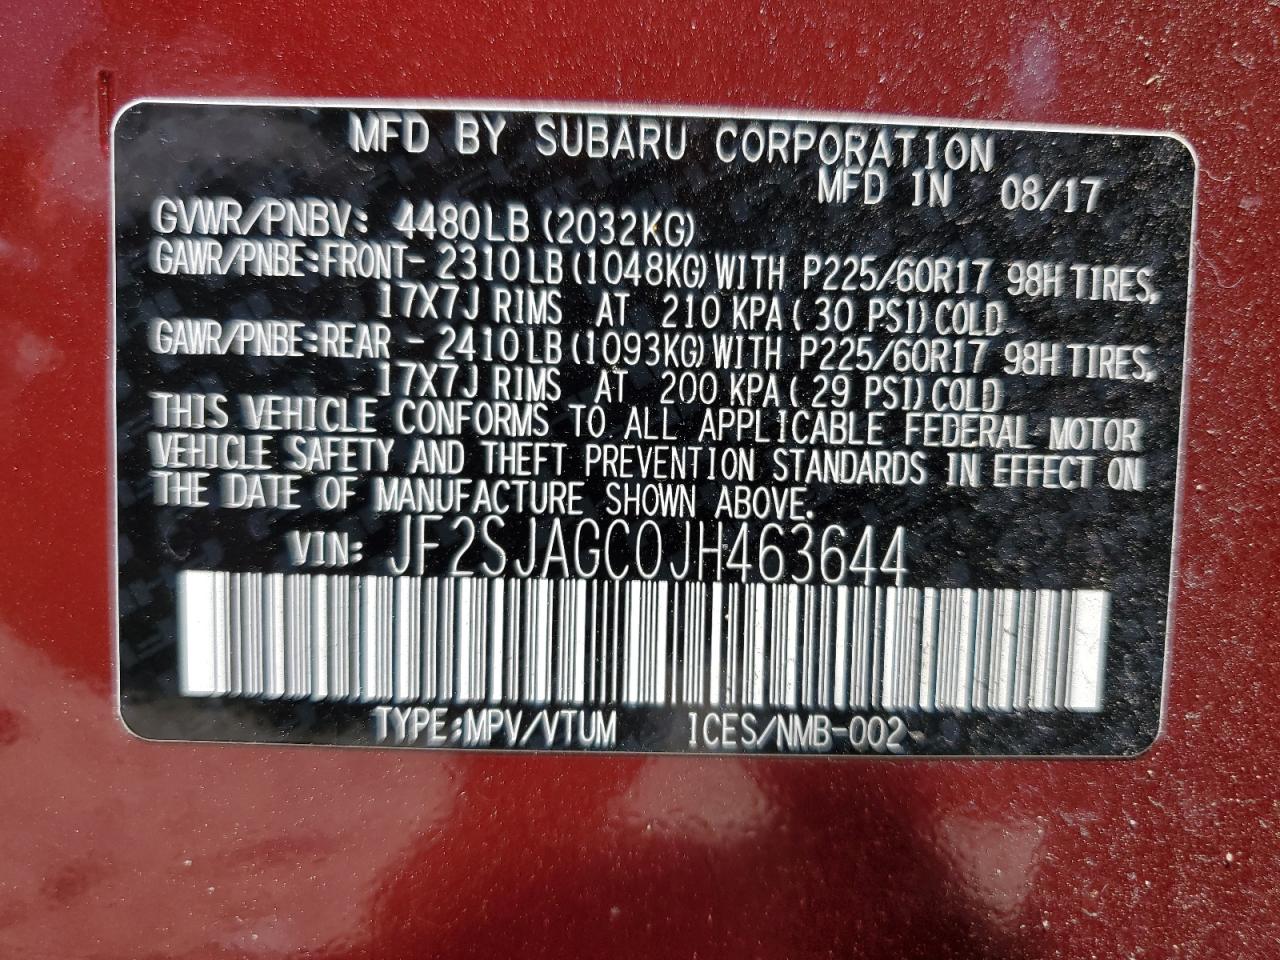 MFD BY SUBARU CORPORATION
MFD IN 08/17
GVWR/PNBV: 4480LB (2032KG)
GAWR/PNBE:FRONT- 2310LB (1048KG) WITH P225/60R17 98H TIRES,
17X7J RIMS AT 210 KPA ( 30 PSI) COLD
GAWR/PNBE:REAR - 2410LB (1093KG) WITH P225/60R17 98H TIRES,
17X7J RIMS AT 200 KPA ( 29 PSI) COLD
THIS VEHICLE CONFORMS TO ALL APPLICABLE FEDERAL MOTOR
VEHICLE SAFETY AND THEFT PREVENTION STANDARDS IN EFFECT ON
THE DATE OF MANUFACTURE SHOWN ABOVE.
VIN: JF2SJAGC0JH463644
TYPE:MPV/VTUM ICES/NMB-002